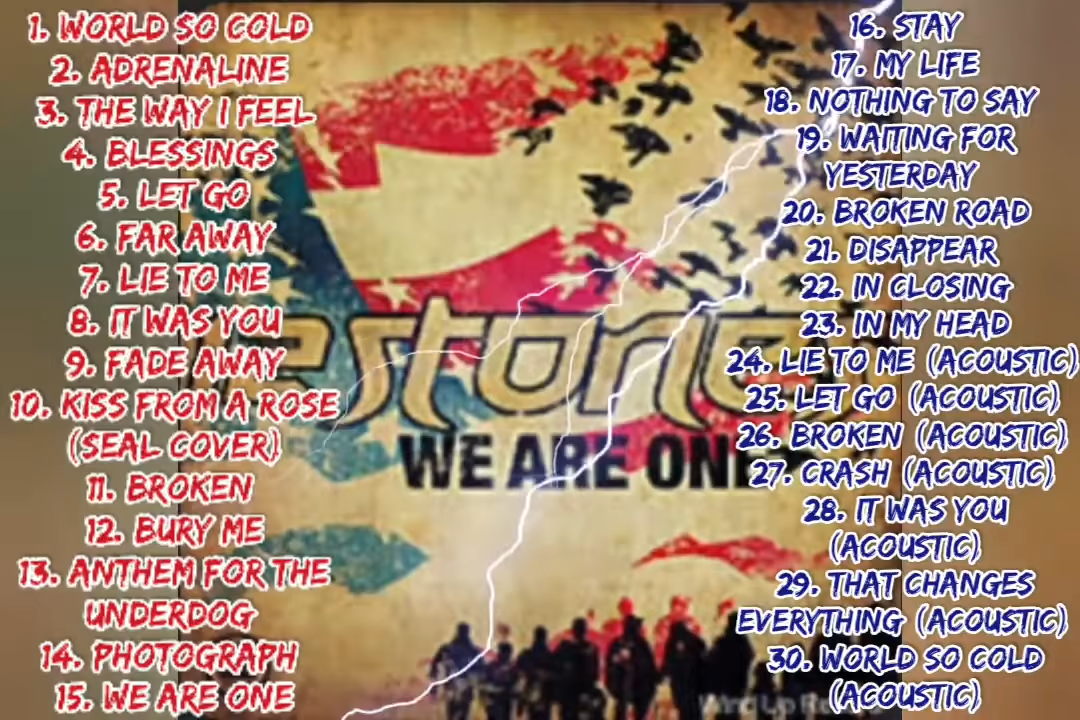 1. WORLD SO COLD
2. ADRENALINE
3. THE WAY I FEEL
4. BLESSINGS
5. LET GO
6. FAR AWAY
7. LIE TO ME
8. IT WAS YOU
9. FADE AWAY
10. KISS FROM A ROSE
(SEAL COVER)
11. BROKEN
12. BURY ME
13. ANTHEM FOR THE
UNDERDOG
14. PHOTOGRAPH
15. WE ARE ONE
estone
WE ARE ONE
Wind Up Re
16. STAY
17. MY LIFE
18. NOTHING TO SAY
19. WAITING FOR
YESTERDAY
20. BROKEN ROAD
21. DISAPPEAR
22. IN CLOSING
23. IN MY HEAD
24. LIE TO ME (ACOUSTIC)
25. LET GO (ACOUSTIC)
26. BROKEN (ACOUSTIC)
27. CRASH (ACOUSTIC)
28. IT WAS YOU
(ACOUSTIC)
29. THAT CHANGES
EVERYTHING (ACOUSTIC)
30. WORLD SO COLD
(ACOUSTIC)